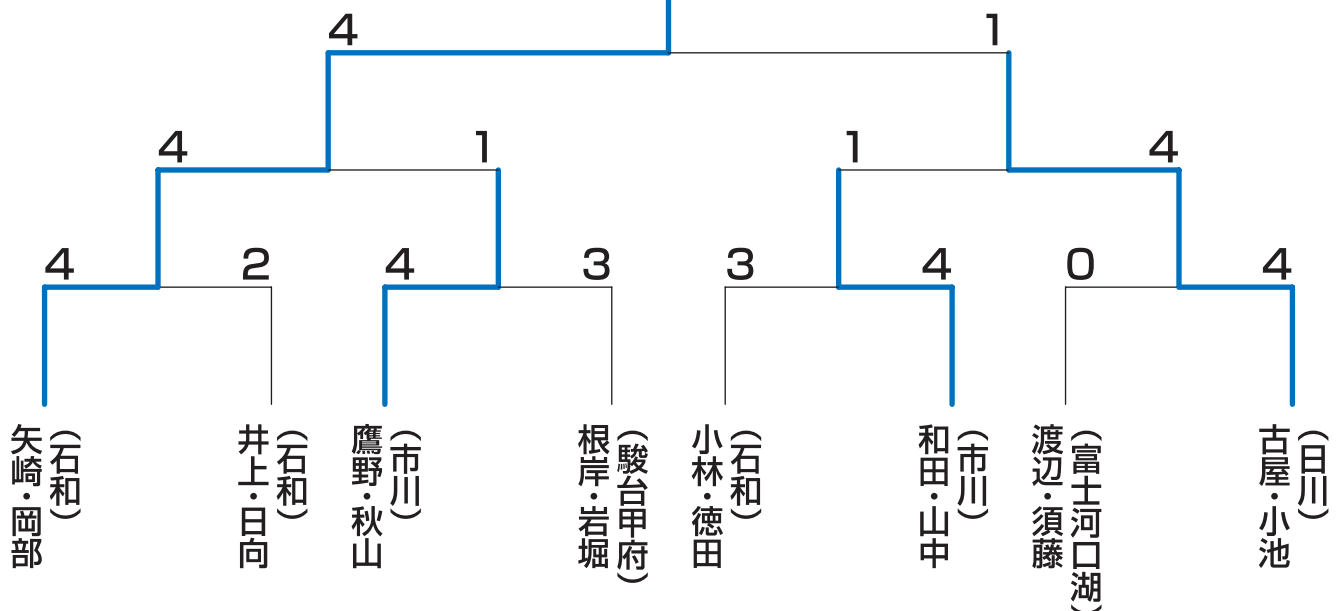 4
1
4
1
1
4
4
2
4
3
3
4
0
4
矢崎・岡部
(石和)
井上・日向
(石和)
鷹野・秋山
(市川)
根岸・岩堀
(駿台甲府)
小林・徳田
(石和)
和田・山中
(市川)
渡辺・須藤
(富士河口湖)
古屋・小池
(日川)